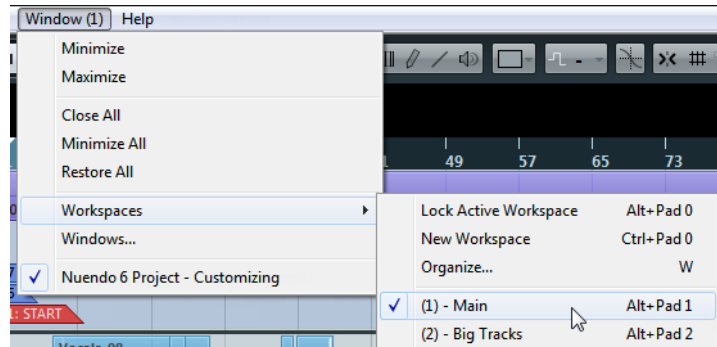 Window (1) Help
Minimize
Maximize
Close All
Minimize All
Restore All
49 57 65 73
Workspaces
Windows...
Nuendo 6 Project - Customizing
Lock Active Workspace Alt+Pad 0
New Workspace Ctrl+Pad 0
Organize... W
(1) - Main Alt+Pad 1
(2) - Big Tracks Alt+Pad 2
: START